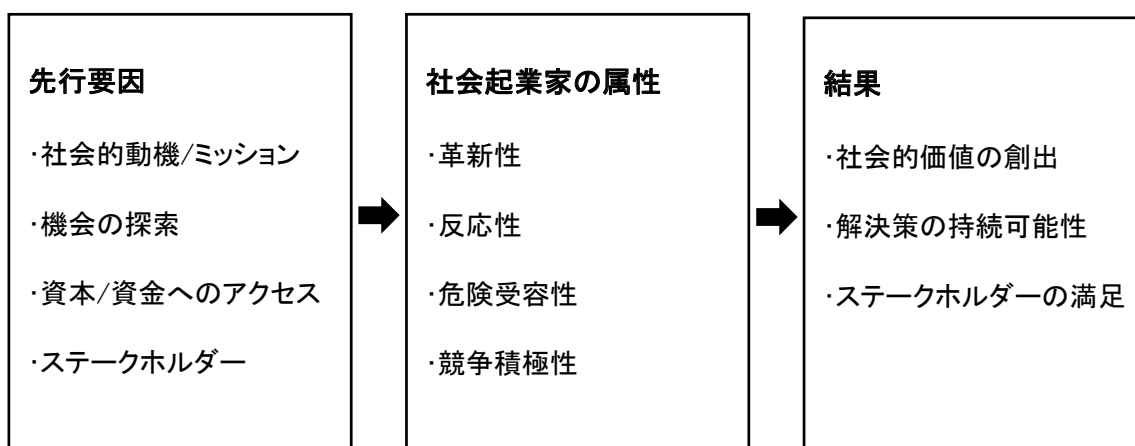 先行要因
·社会的動機/ミッション
·機会の探索
·資本/資金へのアクセス
·ステークホルダー
社会起業家の属性
·革新性
·反応性
·危険受容性
·競争積極性
結果
·社会的価値の創出
·解決策の持続可能性
·ステークホルダーの満足